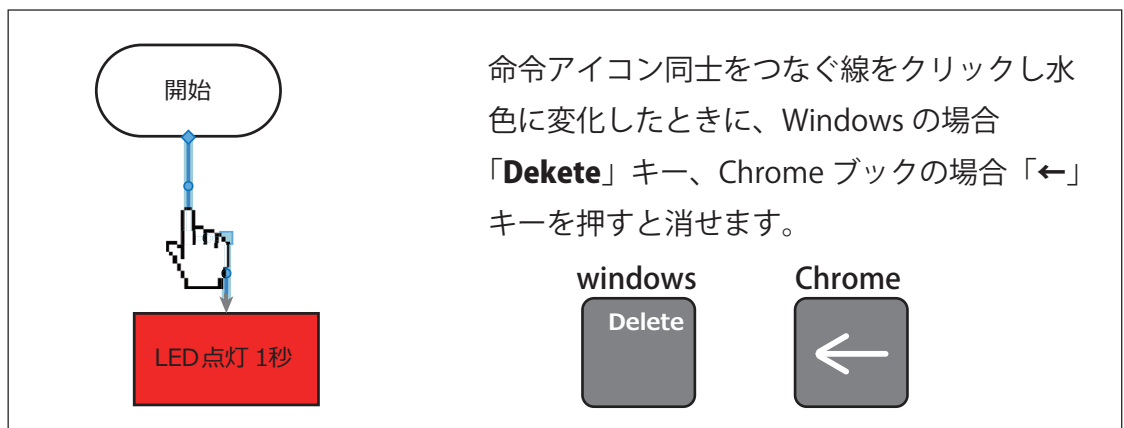 開始
LED点灯 1秒
命令アイコン同士をつなぐ線をクリックし水
色に変化したときに、Windows の場合
「Dekete」キー、Chrome ブックの場合「←」
キーを押すと消せます。
windows
Chrome
Delete
←